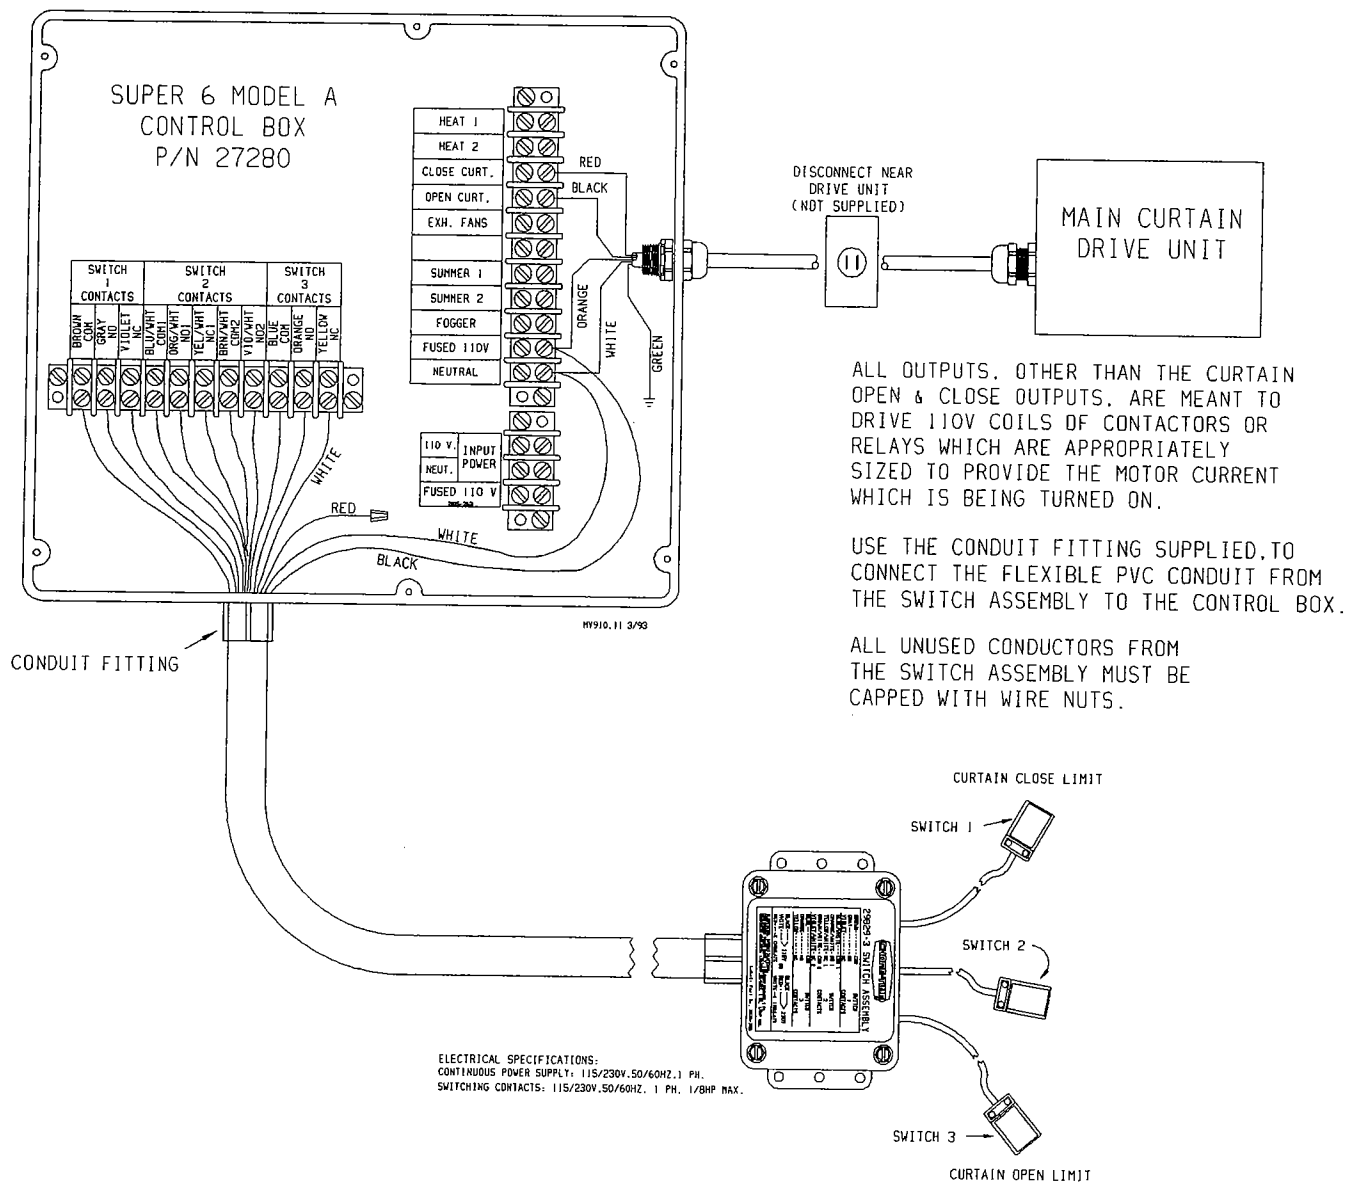 SUPER 6 MODEL A
CONTROL BOX
P/N 27280
HEAT 1
HEAT 2
CLOSE CURT.
OPEN CURT.
EXH. FANS
SUMMER 1
SUMMER 2
FOGGER
FUSED 110V
NEUTRAL
RED
BLACK
ORANGE
WHITE
GREEN
110 V.
NEUT.
INPUT
POWER
FUSED 110 V
SWITCH
1
CONTACTS
SWITCH
2
CONTACTS
SWITCH
3
CONTACTS
BROWN
COM
GRAY
NO
VIOLET
NC
BLU/WHT
COM1
ORG/WHT
NO1
YEL/WHT
NC1
BRN/WHT
COM2
VIO/WHT
NO2
BLUE
COM
ORANGE
NO
YELLOW
NC
WHITE
RED
WHITE
BLACK
MV910.11 3/93
CONDUIT FITTING
DISCONNECT NEAR
DRIVE UNIT
(NOT SUPPLIED)
MAIN CURTAIN
DRIVE UNIT
ALL OUTPUTS, OTHER THAN THE CURTAIN
OPEN & CLOSE OUTPUTS, ARE MEANT TO
DRIVE 110V COILS OF CONTACTORS OR
RELAYS WHICH ARE APPROPRIATELY
SIZED TO PROVIDE THE MOTOR CURRENT
WHICH IS BEING TURNED ON.
USE THE CONDUIT FITTING SUPPLIED,TO
CONNECT THE FLEXIBLE PVC CONDUIT FROM
THE SWITCH ASSEMBLY TO THE CONTROL BOX.
ALL UNUSED CONDUCTORS FROM
THE SWITCH ASSEMBLY MUST BE
CAPPED WITH WIRE NUTS.
CURTAIN CLOSE LIMIT
SWITCH 1
SWITCH 2
SWITCH 3
CURTAIN OPEN LIMIT
29829-3 SWITCH ASSEMBLY
ELECTRICAL SPECIFICATIONS:
CONTINUOUS POWER SUPPLY: 115/230V,50/60HZ,1 PH.
SWITCHING CONTACTS: 115/230V,50/60HZ, 1 PH, 1/8HP MAX.